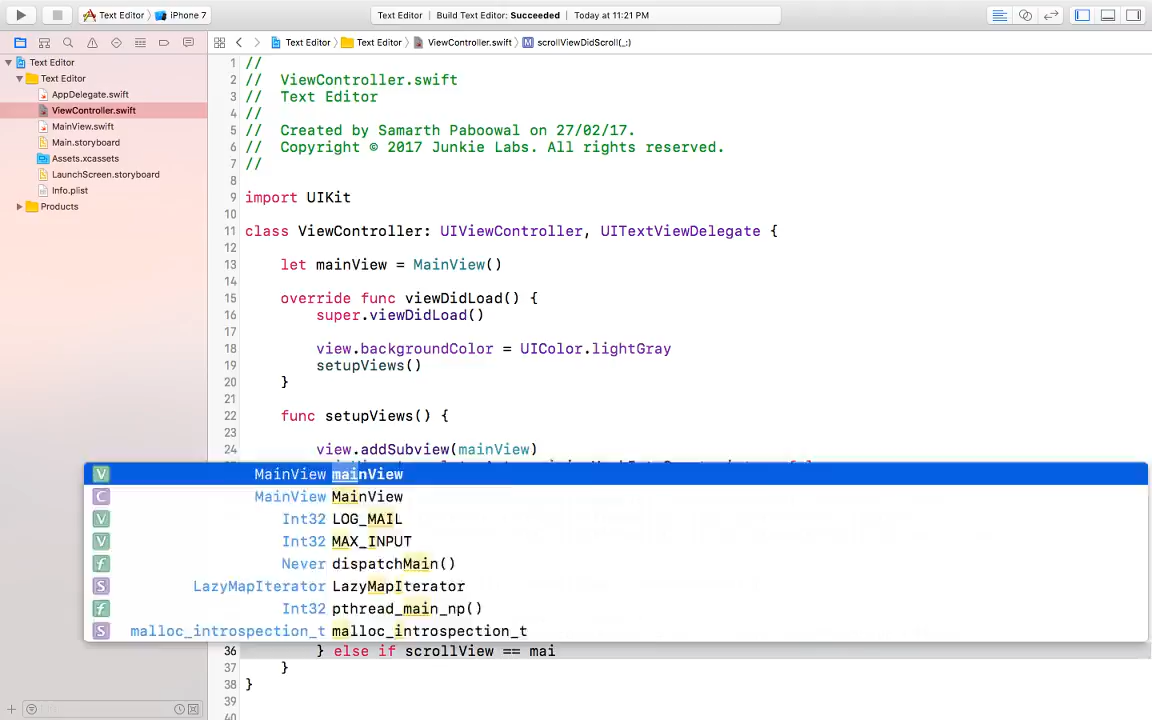 Text Editor iPhone 7 Text Editor Build Text Editor: Succeeded Today at 11:21 PM
Text Editor Text Editor ViewController.swift scrollViewDidScroll(_:)
Text Editor
Text Editor
AppDelegate.swift
ViewController.swift
MainView.swift
Main.storyboard
Assets.xcassets
LaunchScreen.storyboard
Info.plist
Products
1 //
2 // ViewController.swift
3 // Text Editor
4 //
5 // Created by Samarth Paboowal on 27/02/17.
6 // Copyright © 2017 Junkie Labs. All rights reserved.
7 //
8
9 import UIKit
10
11 class ViewController: UIViewController, UITextViewDelegate {
12
13 let mainView = MainView()
14
15 override func viewDidLoad() {
16 super.viewDidLoad()
17
18 view.backgroundColor = UIColor.lightGray
19 setupViews()
20 }
21
22 func setupViews() {
23
24 view.addSubview(mainView)
V MainView mainView
C MainView MainView
V Int32 LOG_MAIL
V Int32 MAX_INPUT
f Never dispatchMain()
S LazyMapIterator LazyMapIterator
f Int32 pthread_main_np()
S malloc_introspection_t malloc_introspection_t
36 } else if scrollView == mai
37 }
38 }
39
40